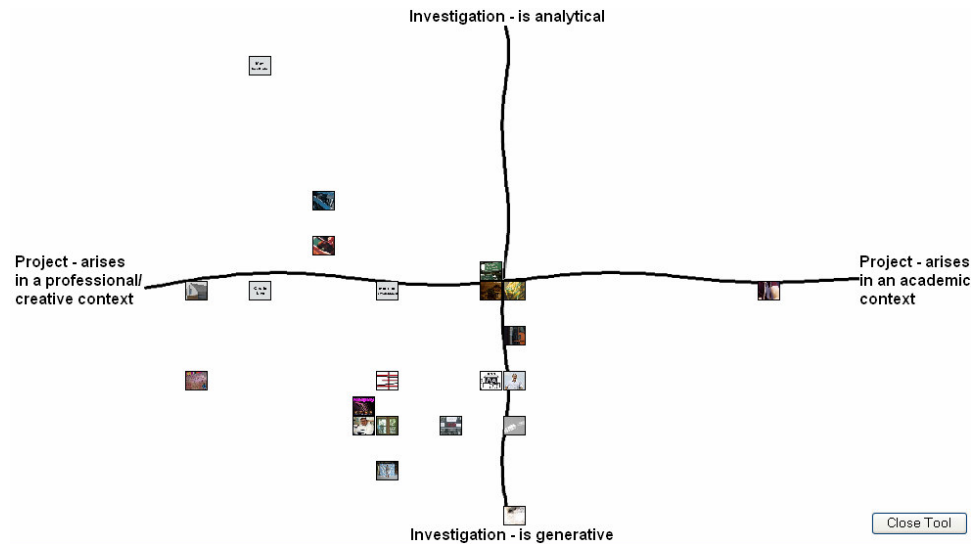 Investigation - is analytical
Project - arises
in a professional/
creative context
Project - arises
in an academic
context
Investigation - is generative
Close Tool